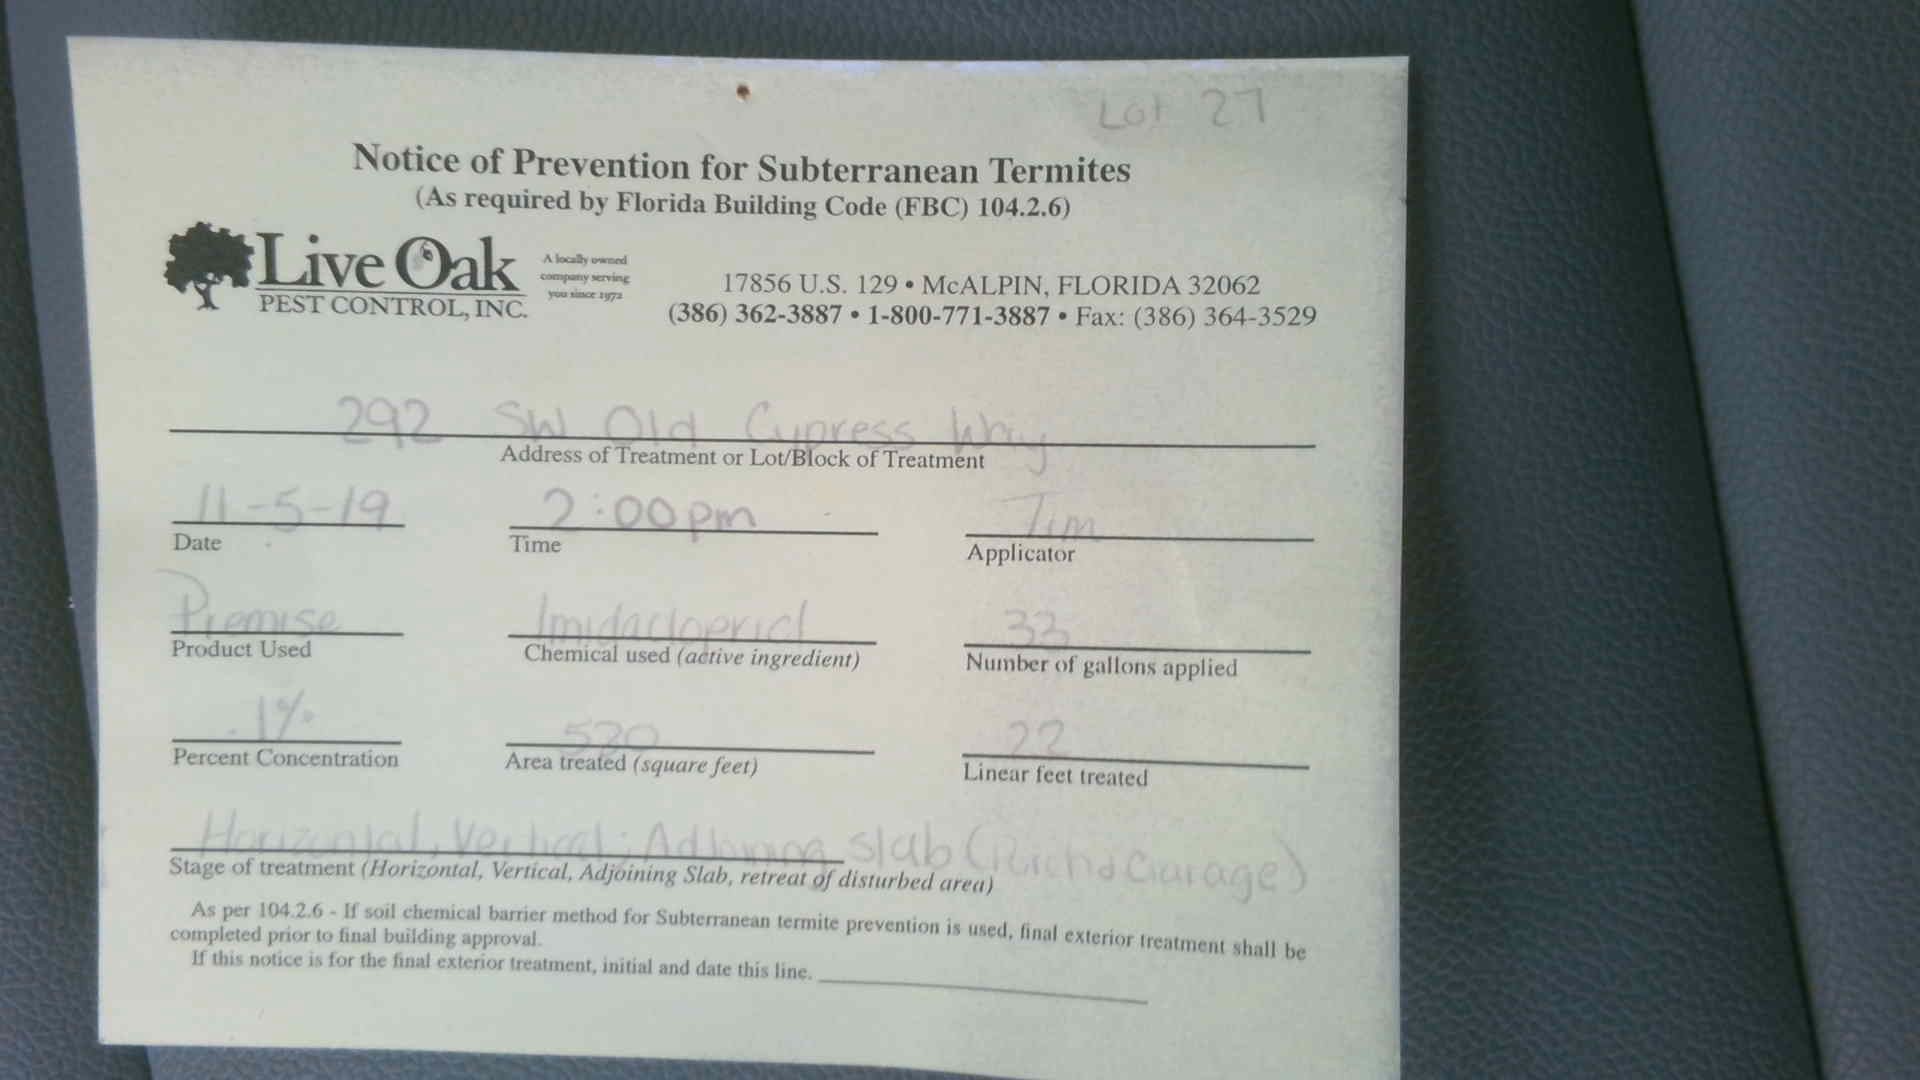 Lot 27
Notice of Prevention for Subterranean Termites
(As required by Florida Building Code (FBC) 104.2.6)
Live Oak
PEST CONTROL, INC.
A locally owned
company serving
you since 1972
17856 U.S. 129 • McALPIN, FLORIDA 32062
(386) 362-3887 • 1-800-771-3887 • Fax: (386) 364-3529
292 SW Old Cypress Way
Address of Treatment or Lot/Block of Treatment
11-5-19 2:00pm Tim
Date Time Applicator
Premise Imidacloprid 33
Product Used Chemical used (active ingredient) Number of gallons applied
.1% 520 22
Percent Concentration Area treated (square feet) Linear feet treated
Horizontal, Vertical, Adjoining slab Garage)
Stage of treatment (Horizontal, Vertical, Adjoining Slab, retreat of disturbed area)
As per 104.2.6 - If soil chemical barrier method for Subterranean termite prevention is used, final exterior treatment shall be
completed prior to final building approval.
If this notice is for the final exterior treatment, initial and date this line.